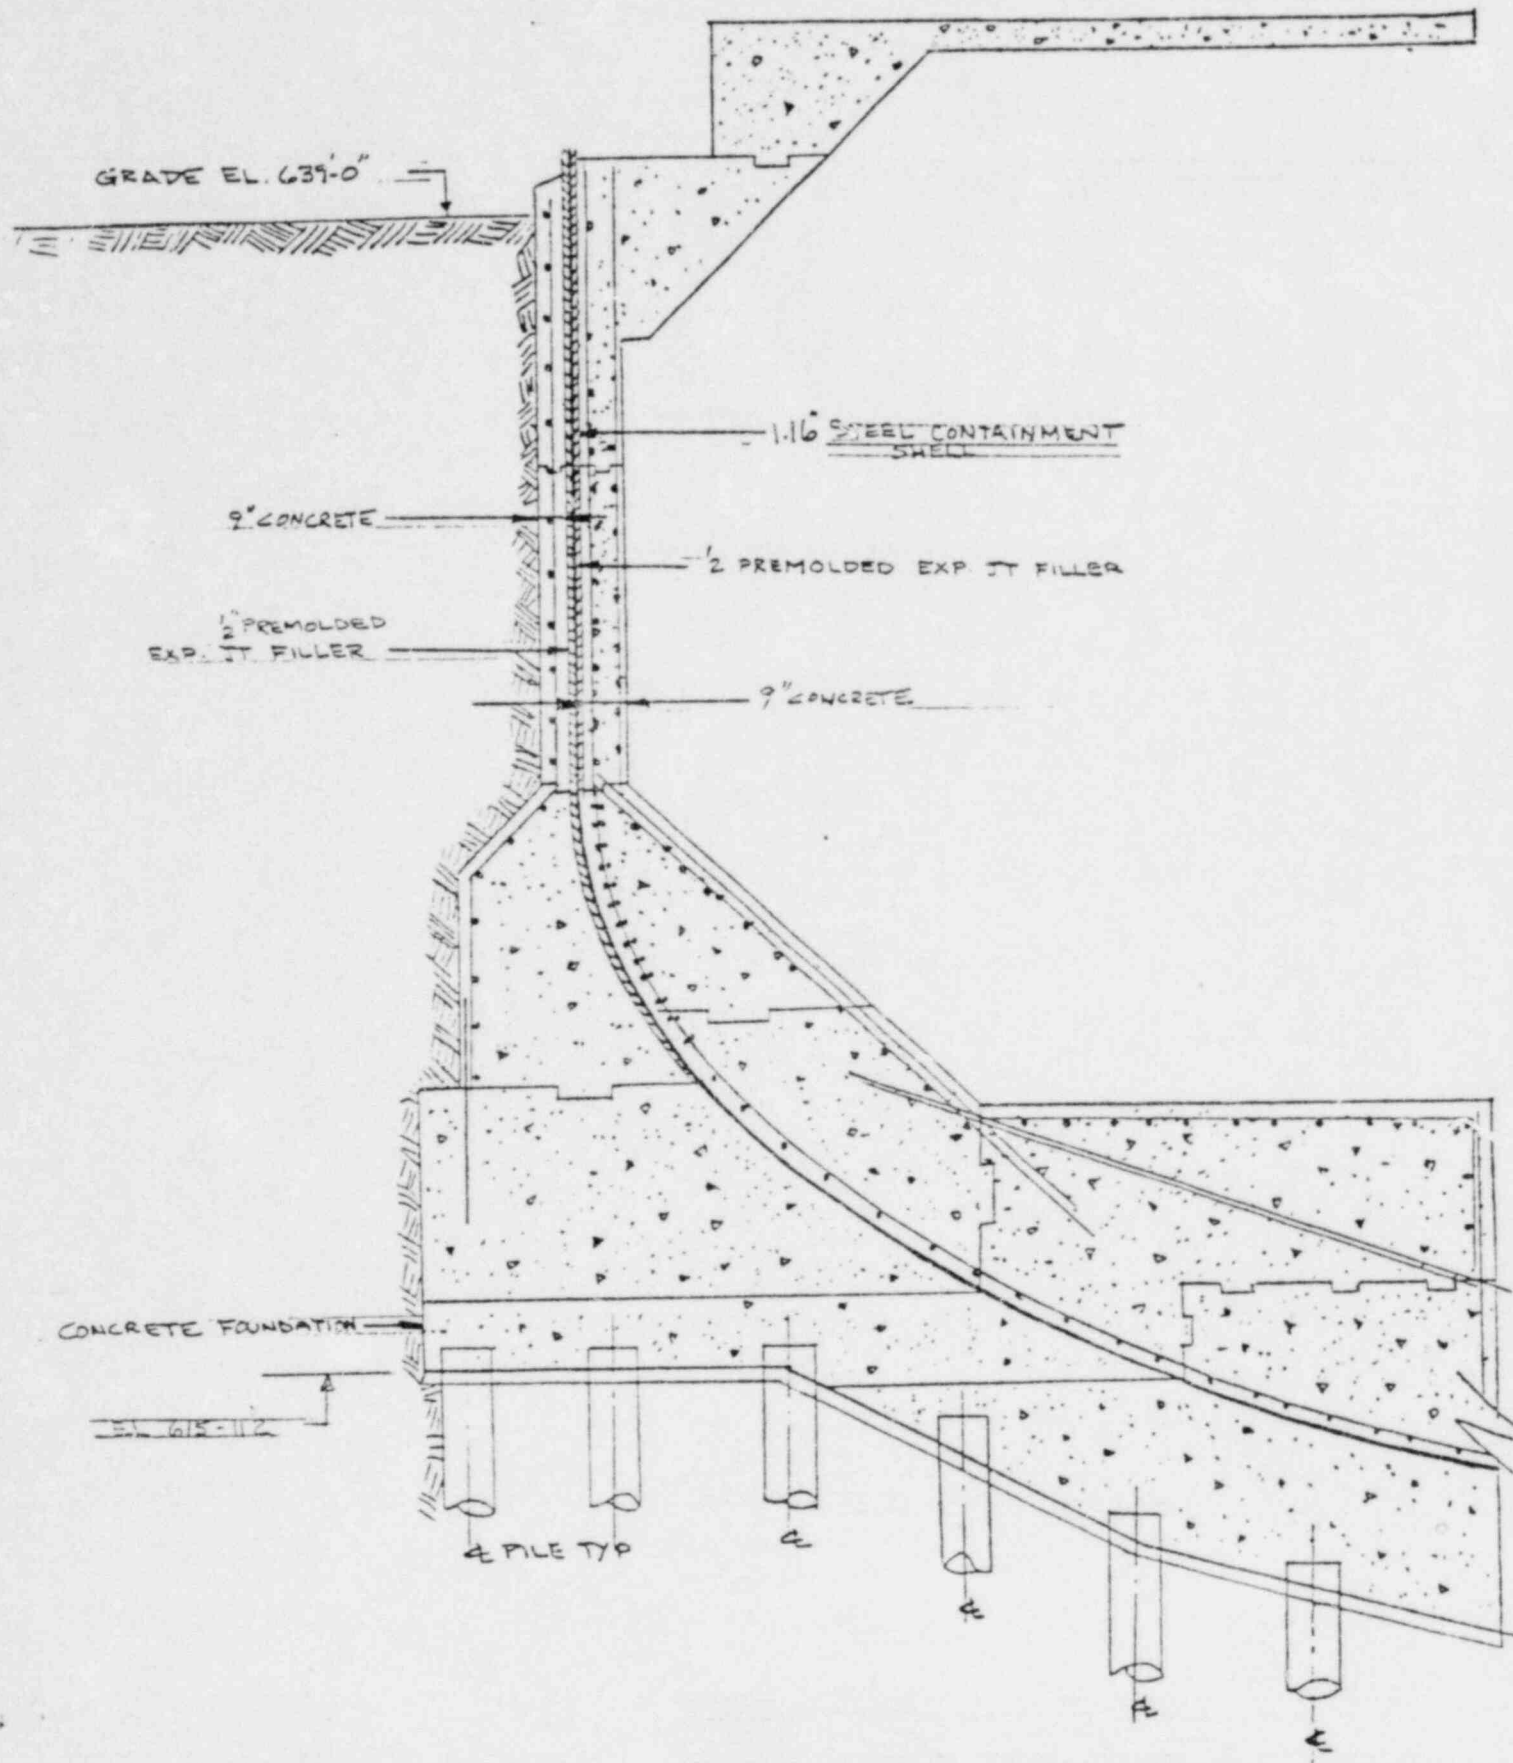 GRADE EL. 639'-0"
1.16" STEEL CONTAINMENT
SHELL
9" CONCRETE
1/2 PREMOLDED EXP. JT FILLER
1/2" PREMOLDED
EXP. JT FILLER
9" CONCRETE
CONCRETE FOUNDATION
EL 615-11 1/2
℄ PILE TYP
℄
℄
℄
℄